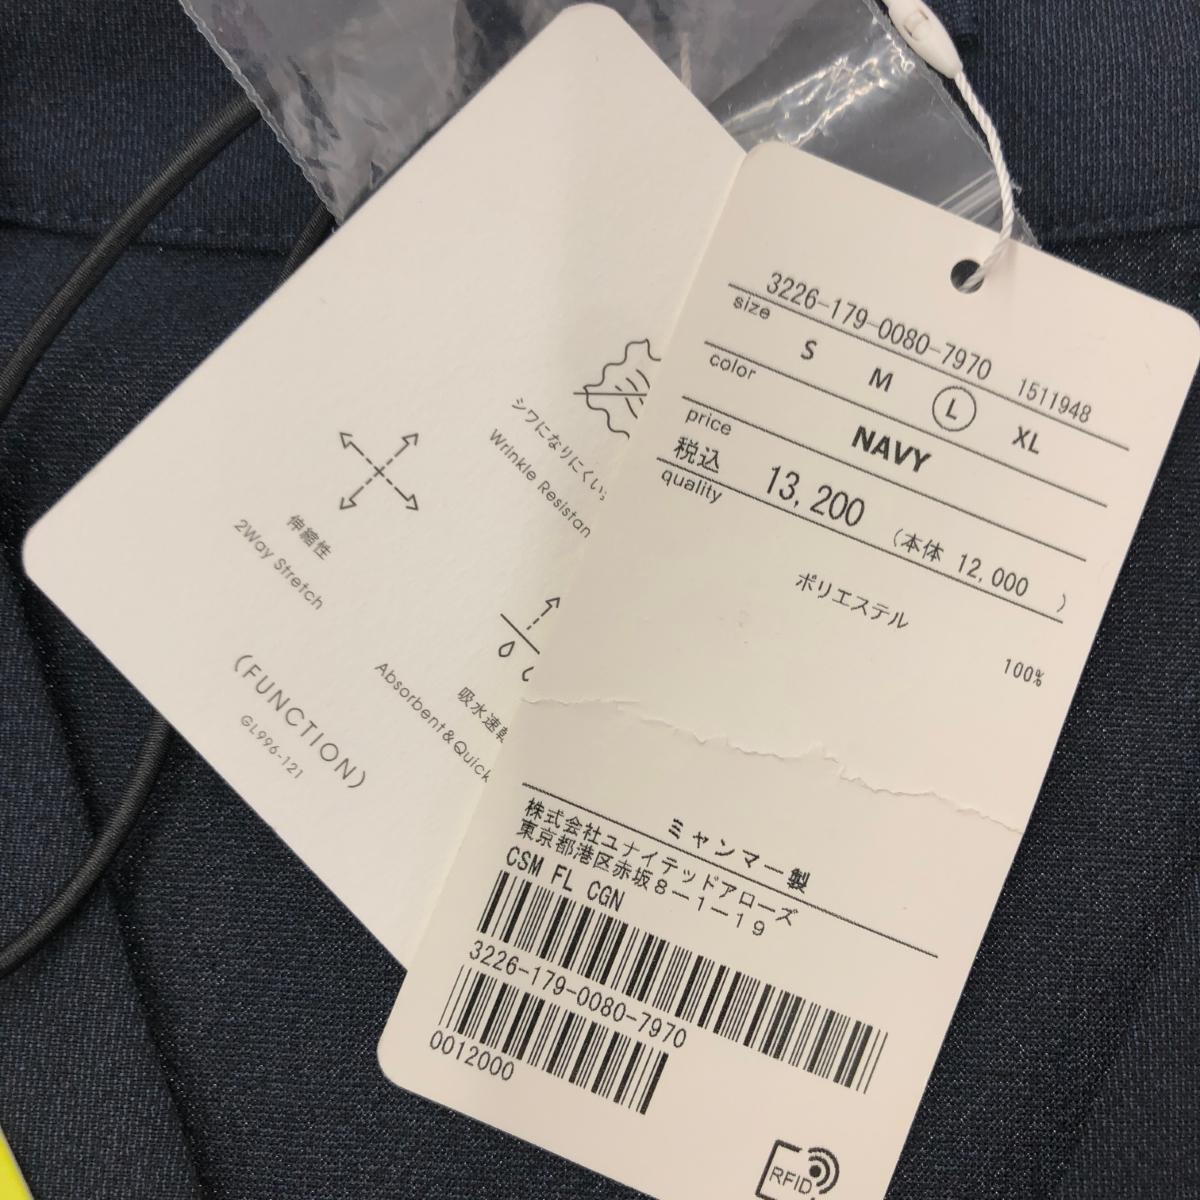 3226-179-0080-7970 1511948
size
S M L XL
color
NAVY
price
税込 13,200 (本体 12,000 )
quality
ポリエステル
100%
ミャンマー製
株式会社ユナイテッドアローズ
東京都港区赤坂8-1-19
CSM FL CGN
3226-179-0080-7970
0012000
RFID
シワになりにくい
Wrinkle Resistan
伸縮性
2Way Stretch
吸水速乾
Absorbent&Quick
(FUNCTION)
GL996-121